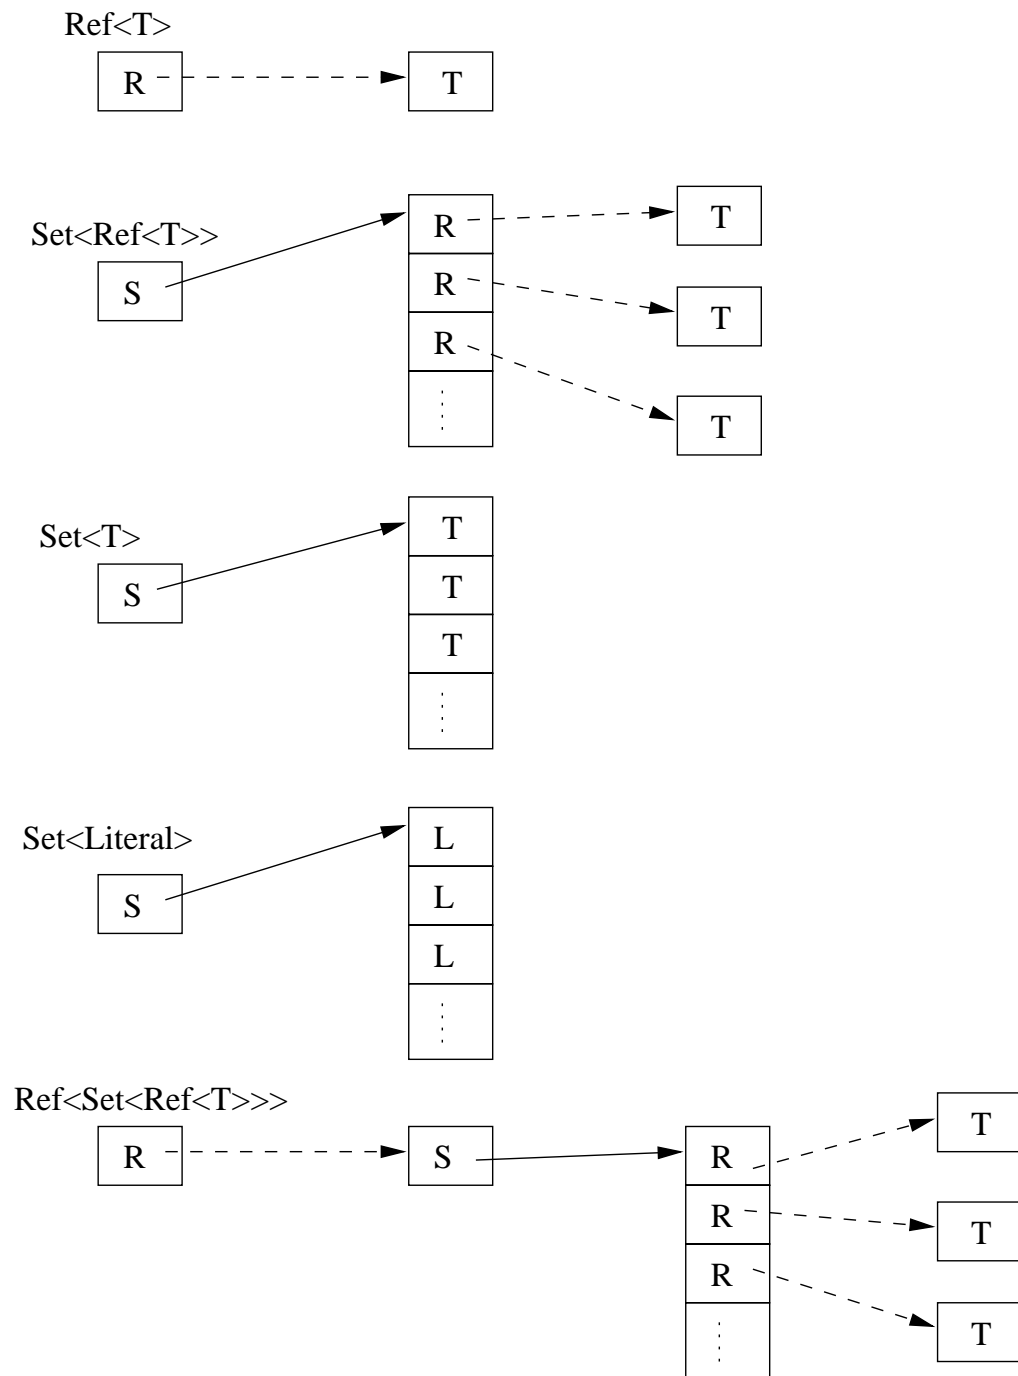 Ref<T>
R T
Set<Ref<T>>
S
R T
R T
R T
Set<T>
S
T
T
T
Set<Literal>
S
L
L
L
Ref<Set<Ref<T>>>
R S
R T
R T
R T